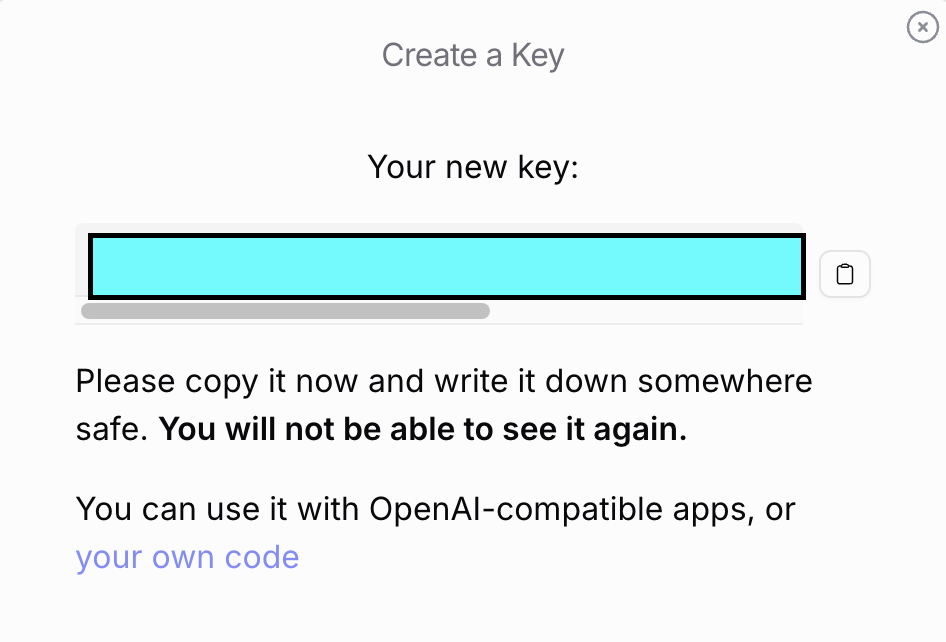 Create a Key
Your new key:
Please copy it now and write it down somewhere
safe. You will not be able to see it again.
You can use it with OpenAI-compatible apps, or
your own code